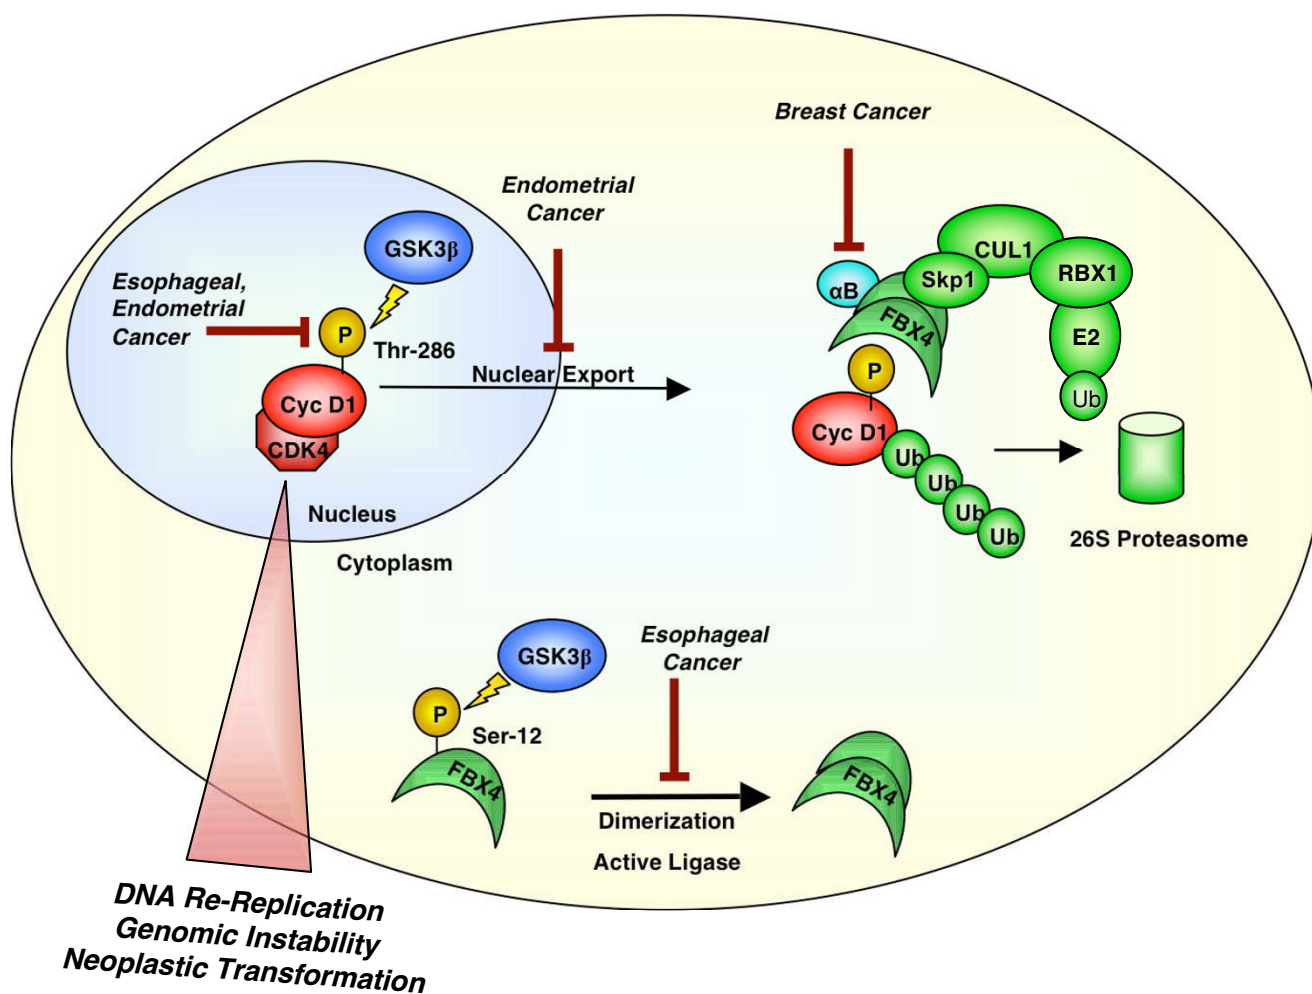 Breast Cancer
Endometrial
Cancer
GSK3β
Esophageal,
Endometrial
Cancer
P
Thr-286
Nuclear Export
Cyc D1
CDK4
Nucleus
Cytoplasm
αB
FBX4
Skp1
CUL1
RBX1
E2
Ub
P
Cyc D1
Ub
Ub
Ub
Ub
26S Proteasome
GSK3β
P
Ser-12
FBX4
Esophageal
Cancer
Dimerization
Active Ligase
FBX4
DNA Re-Replication
Genomic Instability
Neoplastic Transformation